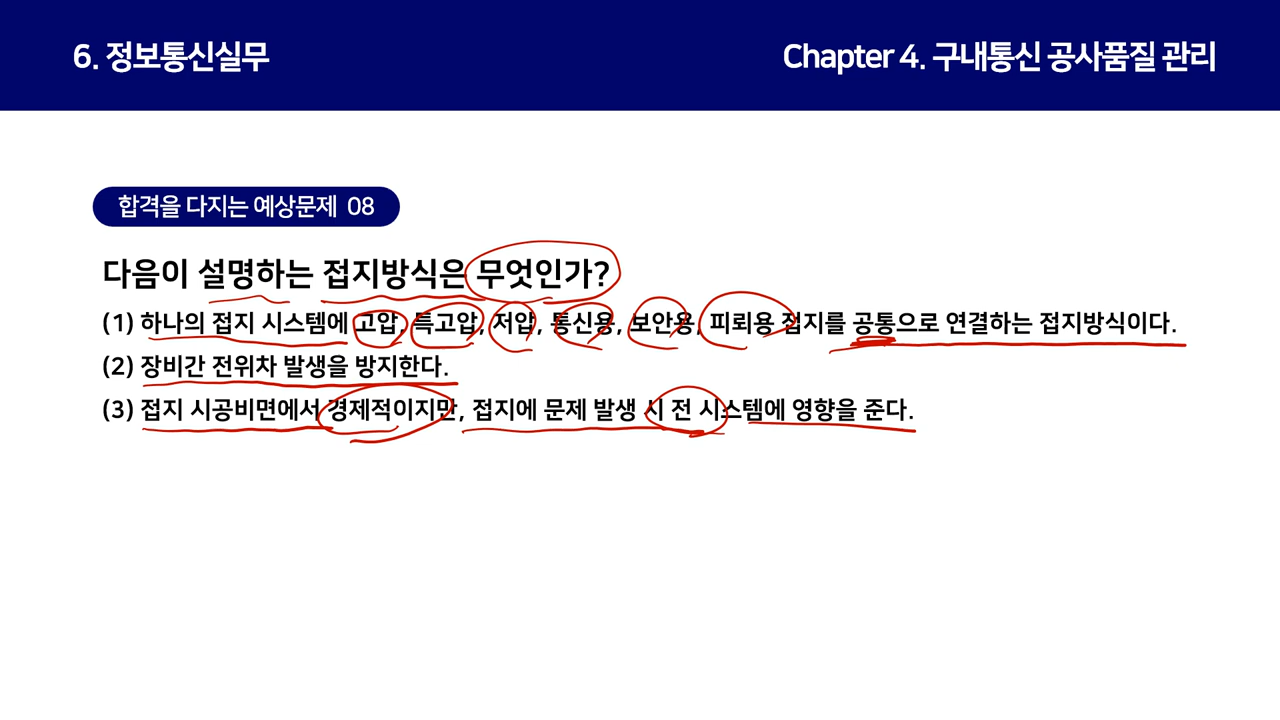 6. 정보통신실무
Chapter 4. 구내통신 공사품질 관리
합격을 다지는 예상문제 08
다음이 설명하는 접지방식은 무엇인가?
(1) 하나의 접지 시스템에 고압, 특고압, 저압, 통신용, 보안용, 피뢰용 접지를 공통으로 연결하는 접지방식이다.
(2) 장비간 전위차 발생을 방지한다.
(3) 접지 시공비면에서 경제적이지만, 접지에 문제 발생 시 전 시스템에 영향을 준다.